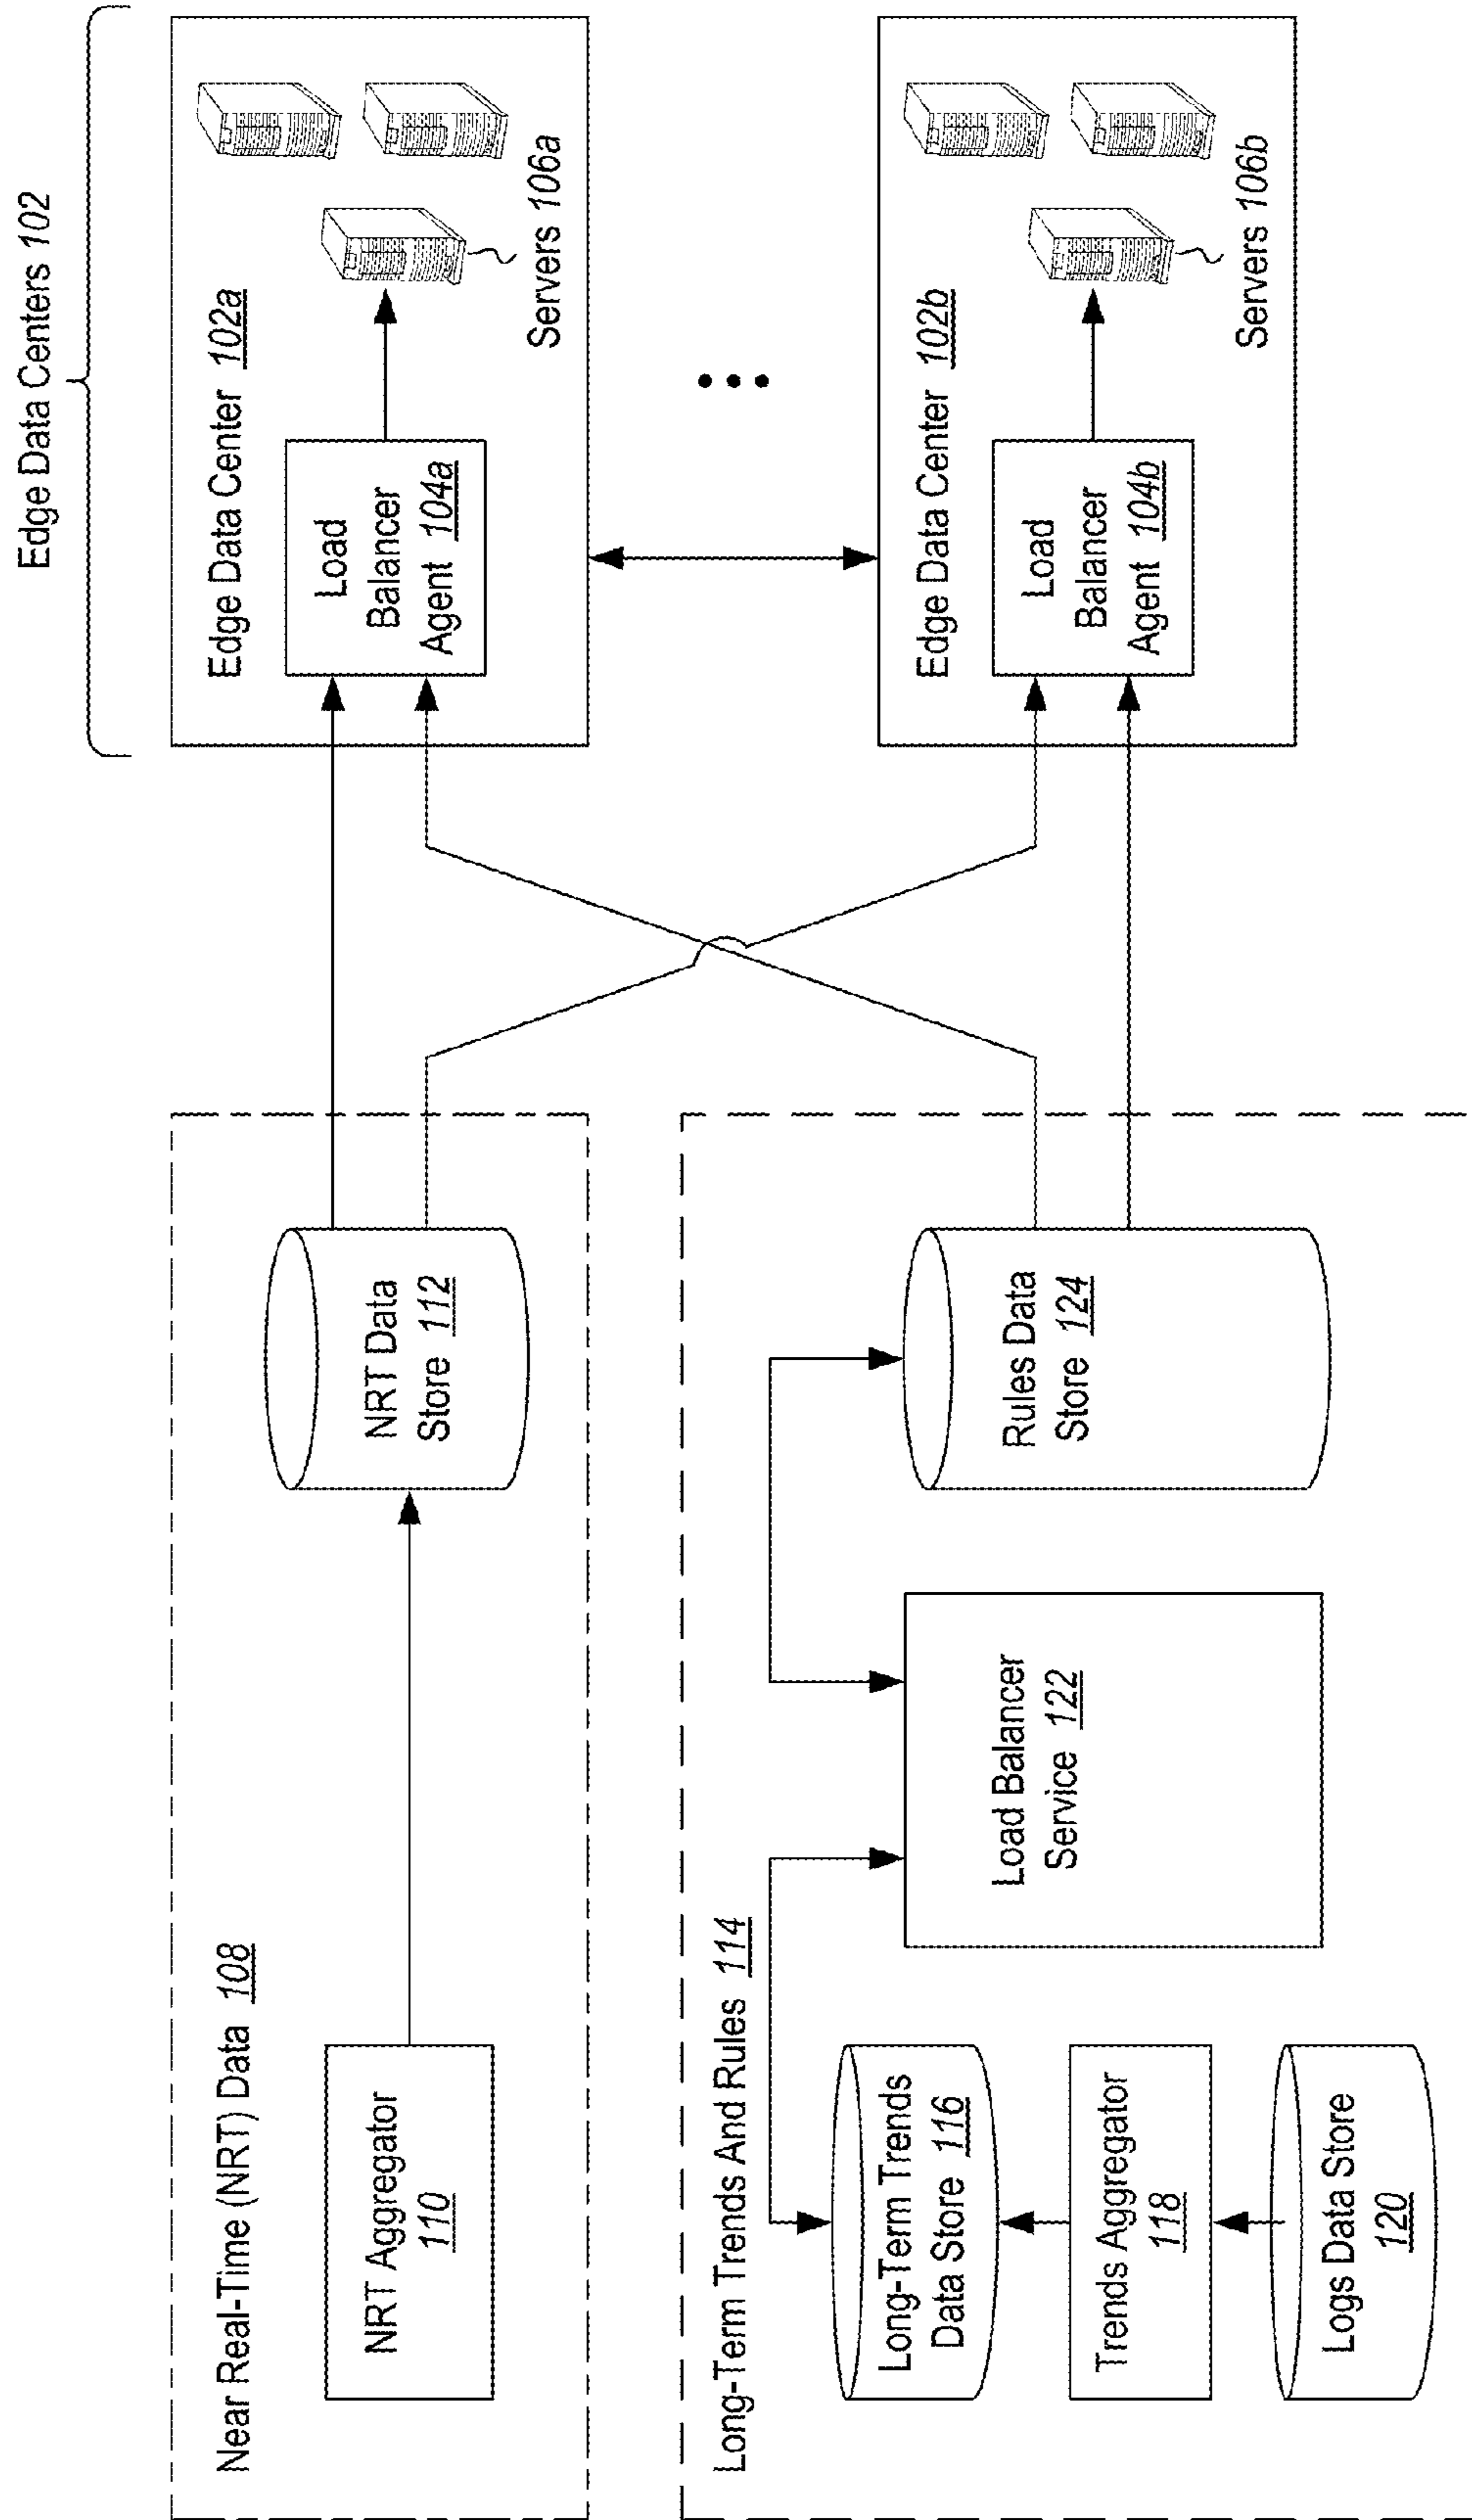 Near Real-Time (NRT) Data 108
NRT Aggregator
110
NRT Data
Store 112
Long-Term Trends And Rules 114
Long-Term Trends
Data Store 116
Trends Aggregator
118
Logs Data Store
120
Load Balancer
Service 122
Rules Data
Store 124
Edge Data Centers 102
Edge Data Center 102a
Load
Balancer
Agent 104a
Servers 106a
Edge Data Center 102b
Load
Balancer
Agent 104b
Servers 106b